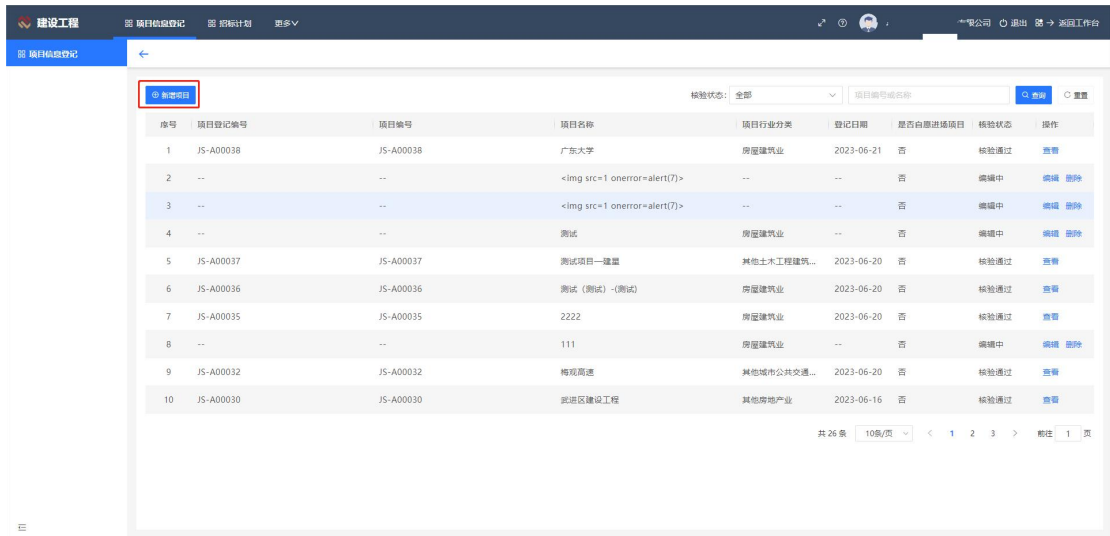 建设工程 项目信息登记 招标计划 更多 限公司 退出 返回工作台
项目信息登记
新增项目 核验状态： 全部 项目编号或名称 查询 重置
序号 项目登记编号 项目编号 项目名称 项目行业分类 登记日期 是否自愿进场项目 核验状态 操作
1 JS-A00038 JS-A00038 广东大学 房屋建筑业 2023-06-21 否 核验通过 查看
2 -- -- <img src=1 onerror=alert(7)> -- -- 否 编辑中 编辑 删除
3 -- -- <img src=1 onerror=alert(7)> -- -- 否 编辑中 编辑 删除
4 -- -- 测试 房屋建筑业 -- 否 编辑中 编辑 删除
5 JS-A00037 JS-A00037 测试项目一建星 其他土木工程建筑... 2023-06-20 否 核验通过 查看
6 JS-A00036 JS-A00036 测试（测试）-(测试) 房屋建筑业 2023-06-20 否 核验通过 查看
7 JS-A00035 JS-A00035 2222 房屋建筑业 2023-06-20 否 核验通过 查看
8 -- -- 111 房屋建筑业 -- 否 编辑中 编辑 删除
9 JS-A00032 JS-A00032 梅观高速 其他城市公共交通... 2023-06-20 否 核验通过 查看
10 JS-A00030 JS-A00030 武进区建设工程 其他房地产业 2023-06-16 否 核验通过 查看
共 26 条 10条/页 < 1 2 3 > 前往 1 页